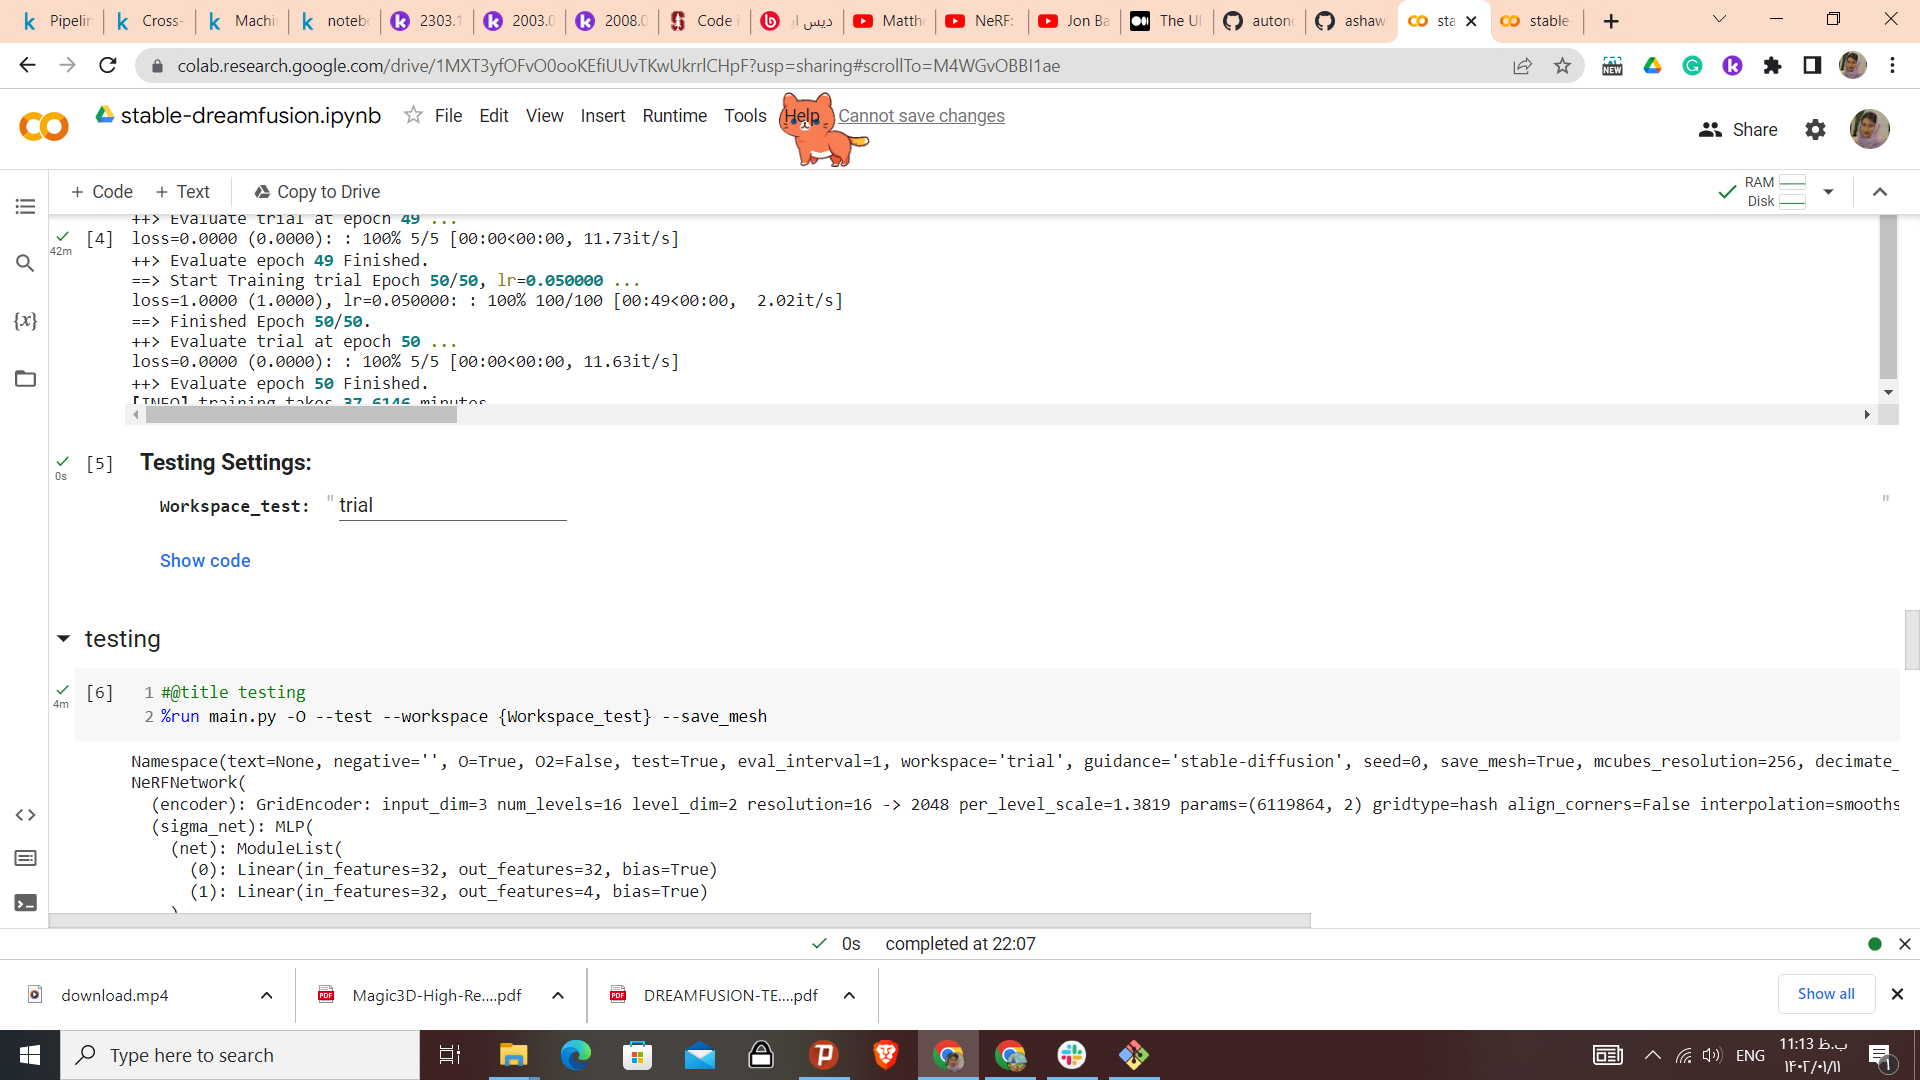 Pipelin
Cross-
Machi
noteb
2303.1
2003.0
2008.0
Code i
دیس ای
Matthe
NeRF:
Jon Ba
The Ul
autono
ashaw
sta
stable-
colab.research.google.com/drive/1MXT3yfOFvO0ooKEfiUUvTKwUkrrlCHpF?usp=sharing#scrollTo=M4WGvOBBI1ae
NEW
stable-dreamfusion.ipynb
File Edit View Insert Runtime Tools Help Cannot save changes
Share
+ Code + Text Copy to Drive
RAM
Disk
++> Evaluate trial at epoch 49 ...
[4] loss=0.0000 (0.0000): : 100% 5/5 [00:00<00:00, 11.73it/s]
42m
++> Evaluate epoch 49 Finished.
==> Start Training trial Epoch 50/50, lr=0.050000 ...
loss=1.0000 (1.0000), lr=0.050000: : 100% 100/100 [00:49<00:00,  2.02it/s]
==> Finished Epoch 50/50.
++> Evaluate trial at epoch 50 ...
loss=0.0000 (0.0000): : 100% 5/5 [00:00<00:00, 11.63it/s]
++> Evaluate epoch 50 Finished.
[INFO] training takes 37.6146 minutes
[5] Testing Settings:
0s
Workspace_test: " trial "
Show code
testing
[6] 1 #@title testing
4m
2 %run main.py -O --test --workspace {Workspace_test} --save_mesh
Namespace(text=None, negative='', O=True, O2=False, test=True, eval_interval=1, workspace='trial', guidance='stable-diffusion', seed=0, save_mesh=True, mcubes_resolution=256, decimate_
NeRFNetwork(
(encoder): GridEncoder: input_dim=3 num_levels=16 level_dim=2 resolution=16 -> 2048 per_level_scale=1.3819 params=(6119864, 2) gridtype=hash align_corners=False interpolation=smooths
(sigma_net): MLP(
(net): ModuleList(
(0): Linear(in_features=32, out_features=32, bias=True)
(1): Linear(in_features=32, out_features=4, bias=True)
)
0s completed at 22:07
download.mp4
Magic3D-High-Re....pdf
DREAMFUSION-TE....pdf
Show all
Type here to search
ENG
11:13 ب.ظ
۱۴۰۲/۰۱/۱۱